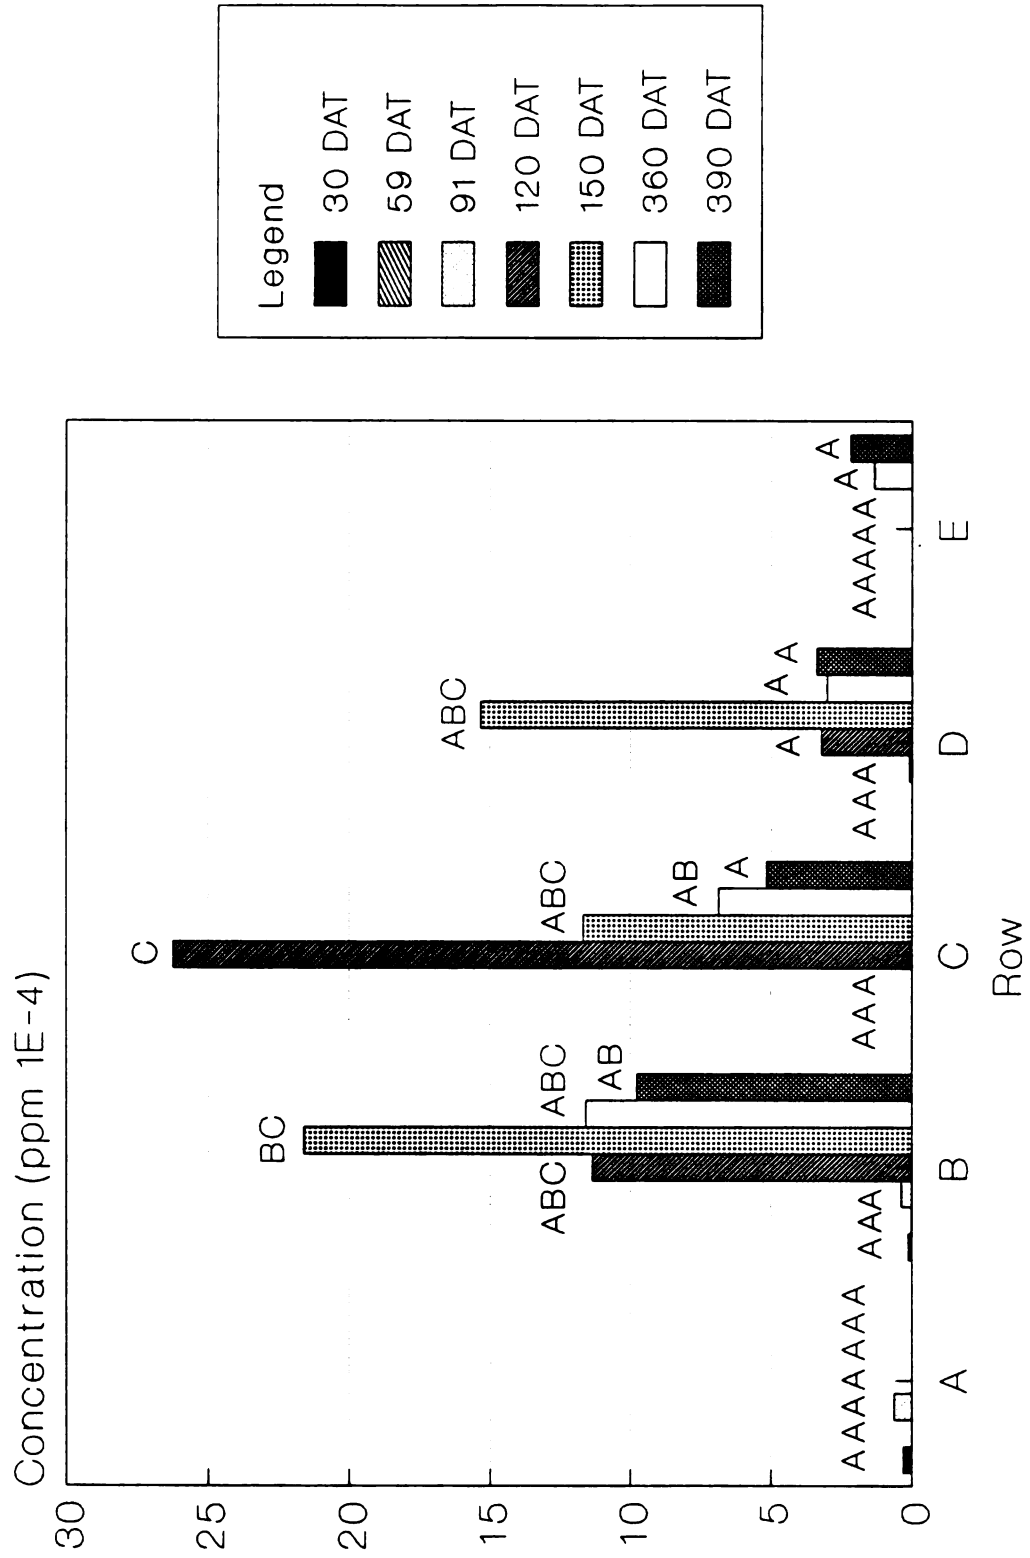 Concentration (ppm 1E-4)
30
25
20
15
10
5
0
AAAAAAA
AAA
ABC
BC
ABC
AB
AAA
C
ABC
AB
A
AAA
A
ABC
A
A
AAAAA
A
A
A
B
C
D
E
Row
Legend
30 DAT
59 DAT
91 DAT
120 DAT
150 DAT
360 DAT
390 DAT